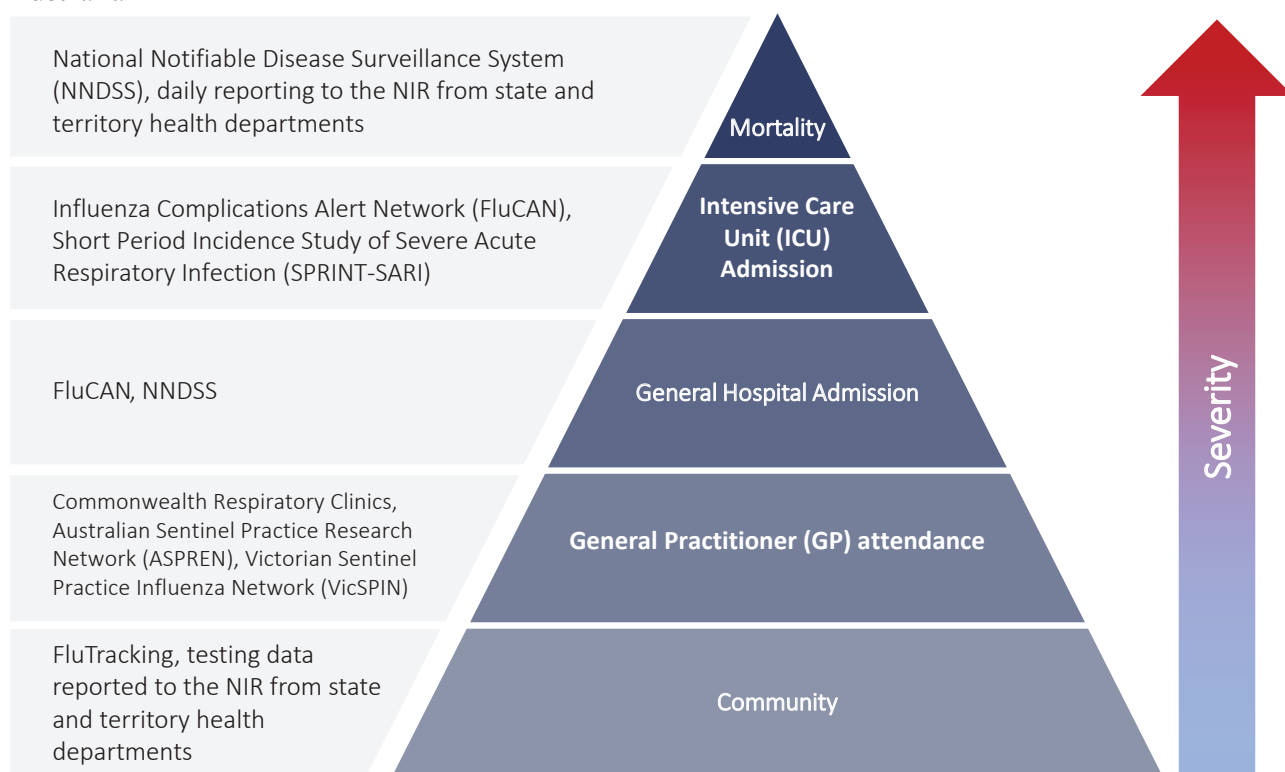 National Notifiable Disease Surveillance System
(NNDSS), daily reporting to the NIR from state and
territory health departments
Mortality
Influenza Complications Alert Network (FluCAN),
Short Period Incidence Study of Severe Acute
Respiratory Infection (SPRINT-SARI)
Intensive Care
Unit (ICU)
Admission
FluCAN, NNDSS
General Hospital Admission
Commonwealth Respiratory Clinics,
Australian Sentinel Practice Research
Network (ASPREN), Victorian Sentinel
Practice Influenza Network (VicSPIN)
General Practitioner (GP) attendance
FluTracking, testing data
reported to the NIR from state
and territory health
departments
Community
Severity